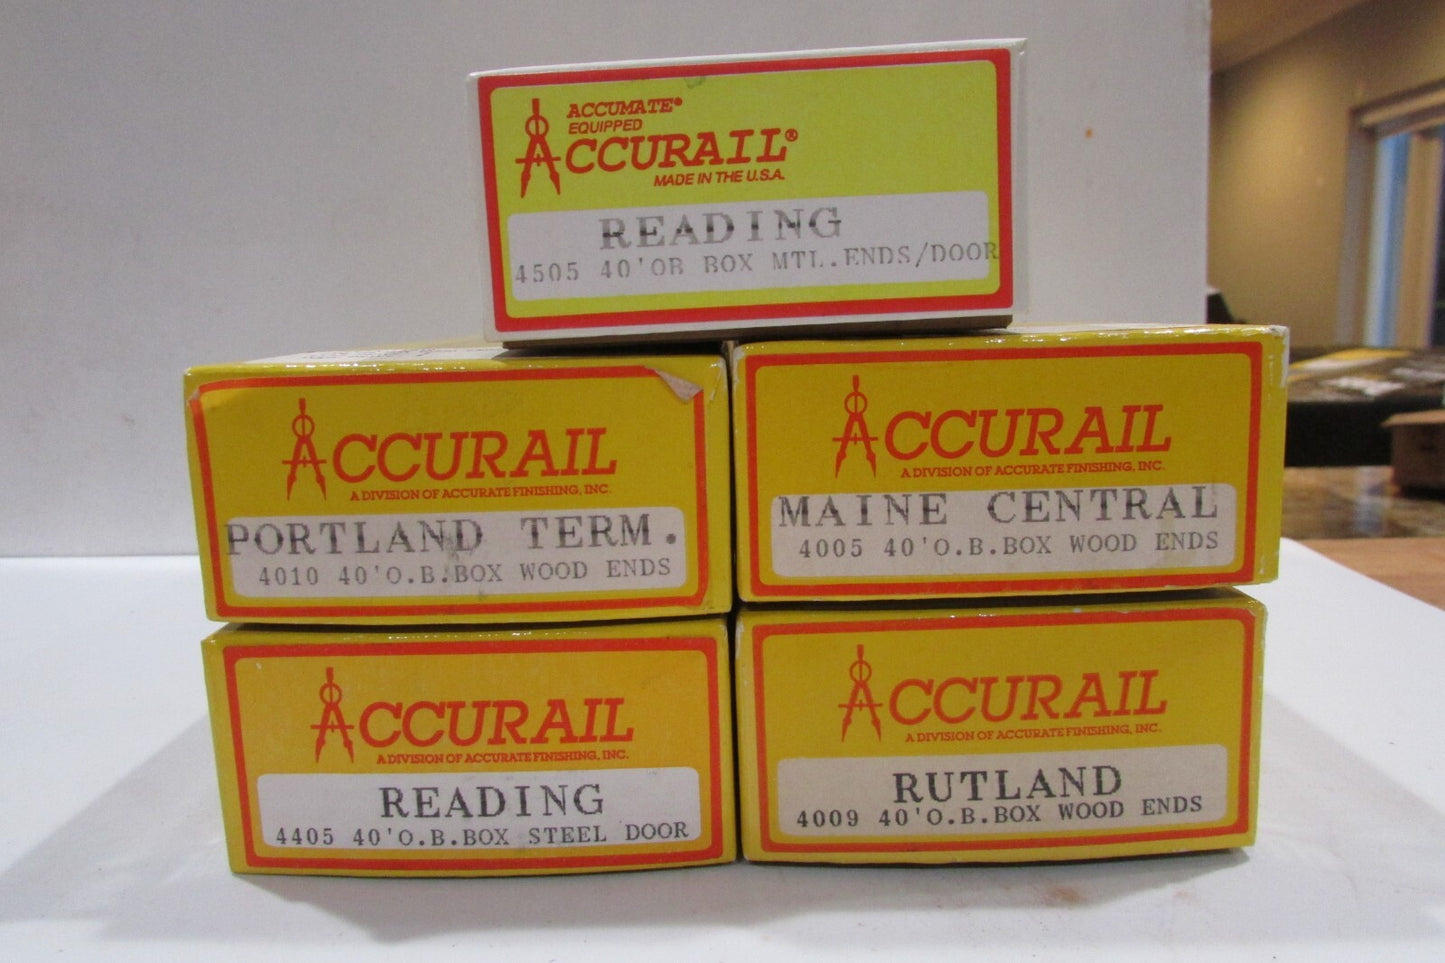 ACCUMATE®
EQUIPPED
ACCURAIL®
MADE IN THE U.S.A.
READING
4505 40'OB BOX MTL.ENDS/DOOR
ACCURAIL
A DIVISION OF ACCURATE FINISHING, INC.
PORTLAND TERM.
4010 40'O.B.BOX WOOD ENDS
ACCURAIL
A DIVISION OF ACCURATE FINISHING, INC.
MAINE CENTRAL
4005 40'O.B.BOX WOOD ENDS
ACCURAIL
A DIVISION OF ACCURATE FINISHING, INC.
READING
4405 40'O.B.BOX STEEL DOOR
ACCURAIL
A DIVISION OF ACCURATE FINISHING, INC.
RUTLAND
4009 40'O.B.BOX WOOD ENDS